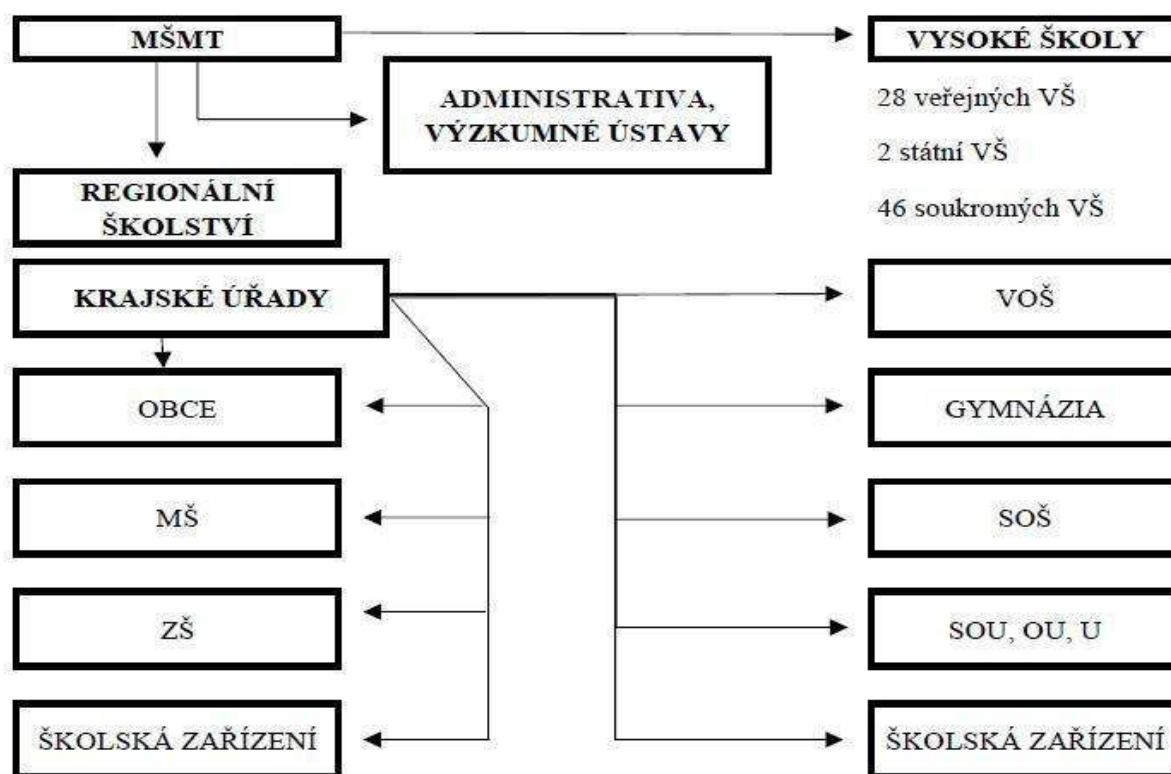 MŠMT
VYSOKÉ ŠKOLY
ADMINISTRATIVA,
VÝZKUMNÉ ÚSTAVY
28 veřejných VŠ
2 státní VŠ
46 soukromých VŠ
REGIONÁLNÍ
ŠKOLSTVÍ
KRAJSKÉ ÚŘADY
VOŠ
OBCE
GYMNÁZIA
MŠ
SOŠ
ZŠ
SOU, OU, U
ŠKOLSKÁ ZAŘÍZENÍ
ŠKOLSKÁ ZAŘÍZENÍ